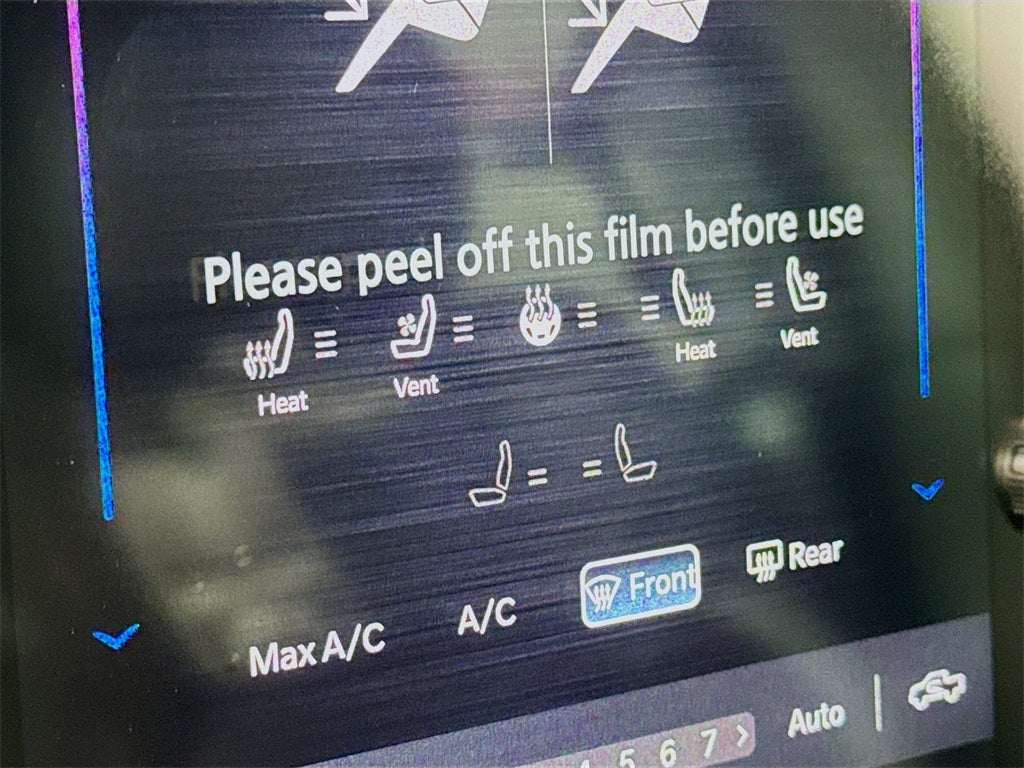 Please peel off this film before use
Heat
Vent
Heat
Vent
Max A/C
A/C
Front
Rear
5 6 7 >
Auto